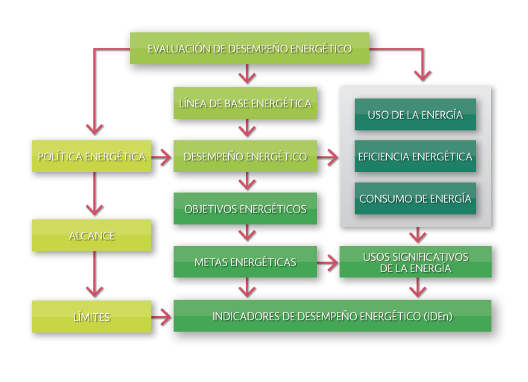 EVALUACIÓN DE DESEMPEÑO ENERGÉTICO
LÍNEA DE BASE ENERGÉTICA
USO DE LA ENERGÍA
POLÍTICA ENERGÉTICA
DESEMPEÑO ENERGÉTICO
EFICIENCIA ENERGÉTICA
CONSUMO DE ENERGÍA
OBJETIVOS ENERGÉTICOS
ALCANCE
METAS ENERGÉTICAS
USOS SIGNIFICATIVOS
DE LA ENERGÍA
LÍMITES
INDICADORES DE DESEMPEÑO ENERGÉTICO (IDEn)